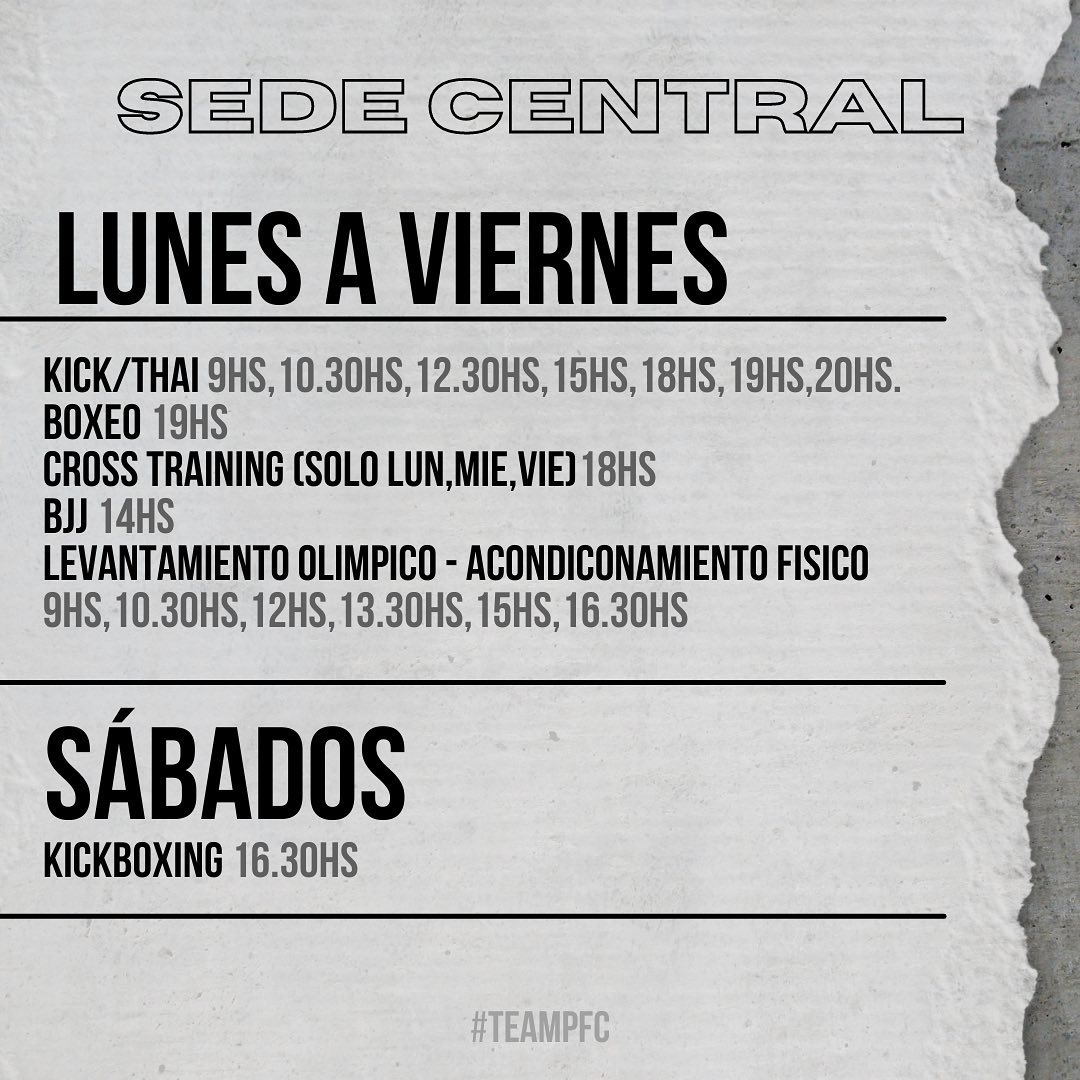 SEDE CENTRAL
LUNES A VIERNES
KICK/THAI 9HS, 10.30HS, 12.30HS, 15HS, 18HS, 19HS,20HS.
BOXEO 19HS
CROSS TRAINING (SOLO LUN,MIE,VIE) 18HS
BJJ 14HS
LEVANTAMIENTO OLIMPICO - ACONDICONAMIENTO FISICO
9HS, 10.30HS, 12HS, 13.30HS, 15HS, 16.30HS
SÁBADOS
KICKBOXING 16.30HS
#TEAMPFC